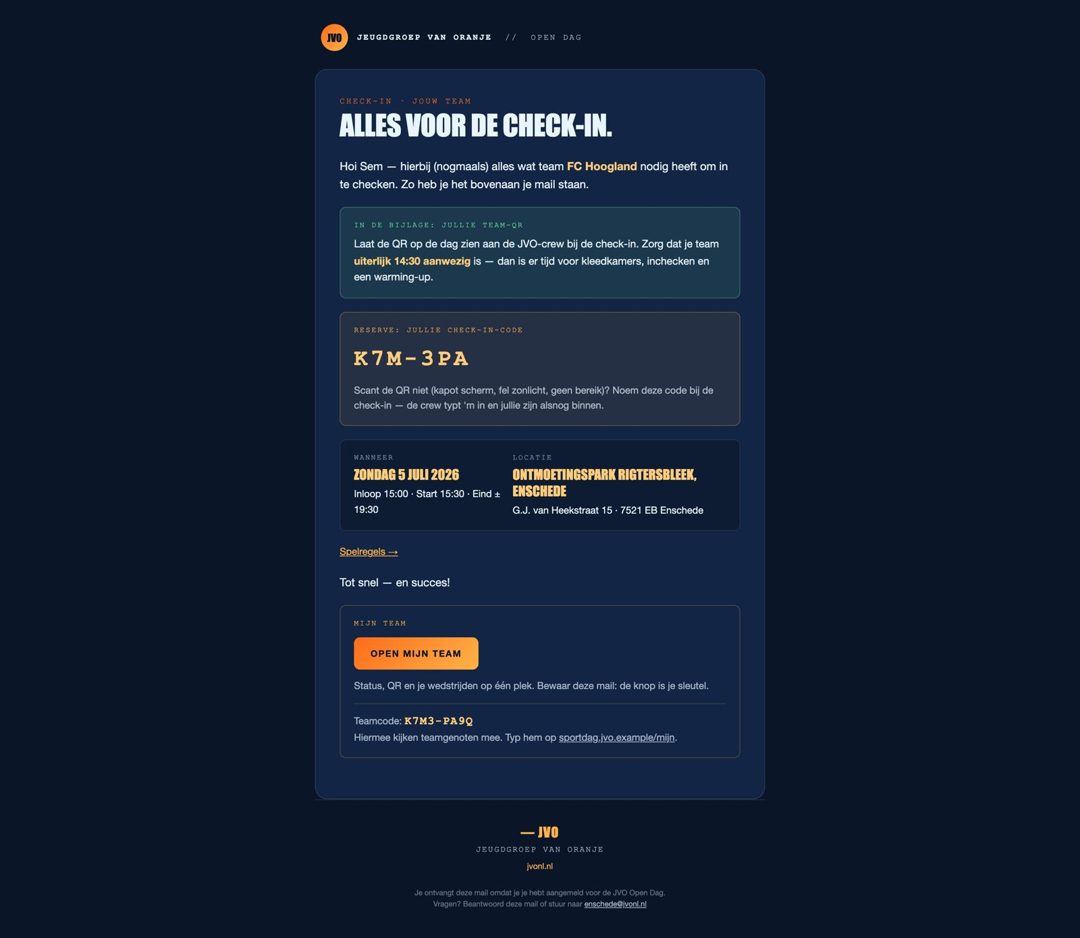 JVO JEUGDGROEP VAN ORANJE // OPEN DAG
CHECK-IN · JOUW TEAM
ALLES VOOR DE CHECK-IN.
Hoi Sem — hierbij (nogmaals) alles wat team FC Hoogland nodig heeft om in
te checken. Zo heb je het bovenaan je mail staan.
IN DE BIJLAGE: JULLIE TEAM-QR
Laat de QR op de dag zien aan de JVO-crew bij de check-in. Zorg dat je team
uiterlijk 14:30 aanwezig is — dan is er tijd voor kleedkamers, inchecken en
een warming-up.
RESERVE: JULLIE CHECK-IN-CODE
K7M-3PA
Scant de QR niet (kapot scherm, fel zonlicht, geen bereik)? Noem deze code bij de
check-in — de crew typt 'm in en jullie zijn alsnog binnen.
WANNEER
ZONDAG 5 JULI 2026
Inloop 15:00 · Start 15:30 · Eind ±
19:30
LOCATIE
ONTMOETINGSPARK RIGTERSBLEEK,
ENSCHEDE
G.J. van Heekstraat 15 · 7521 EB Enschede
Spelregels →
Tot snel — en succes!
MIJN TEAM
OPEN MIJN TEAM
Status, QR en je wedstrijden op één plek. Bewaar deze mail: de knop is je sleutel.
Teamcode: K7M3-PA9Q
Hiermee kijken teamgenoten mee. Typ hem op sportdag.jvo.example/mijn.
— JVO
JEUGDGROEP VAN ORANJE
jvonl.nl
Je ontvangt deze mail omdat je je hebt aangemeld voor de JVO Open Dag.
Vragen? Beantwoord deze mail of stuur naar enschede@jvonl.nl